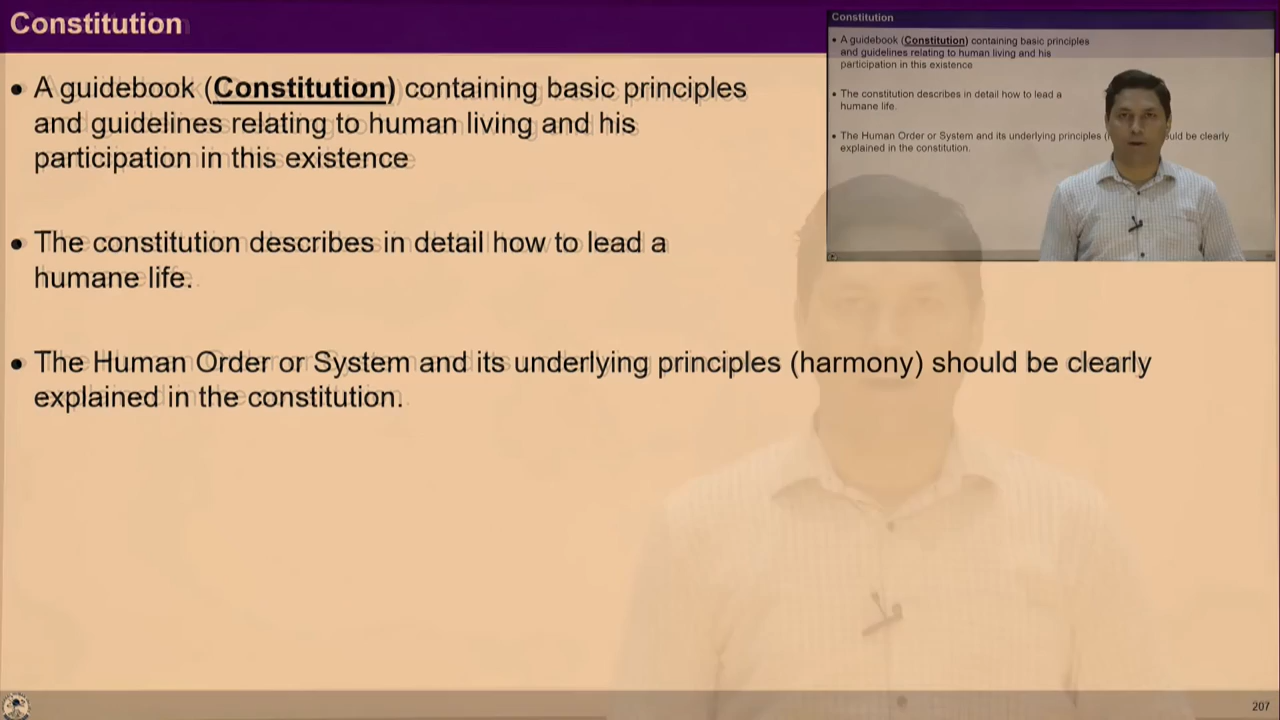 Constitution
• A guidebook (Constitution) containing basic principles
and guidelines relating to human living and his
participation in this existence
• The constitution describes in detail how to lead a
humane life.
• The Human Order or System and its underlying principles (harmony) should be clearly
explained in the constitution.
Constitution
• A guidebook (Constitution) containing basic principles
and guidelines relating to human living and his
participation in this existence
• The constitution describes in detail how to lead a
humane life.
• The Human Order or System and its underlying principles be clearly
explained in the constitution.
207